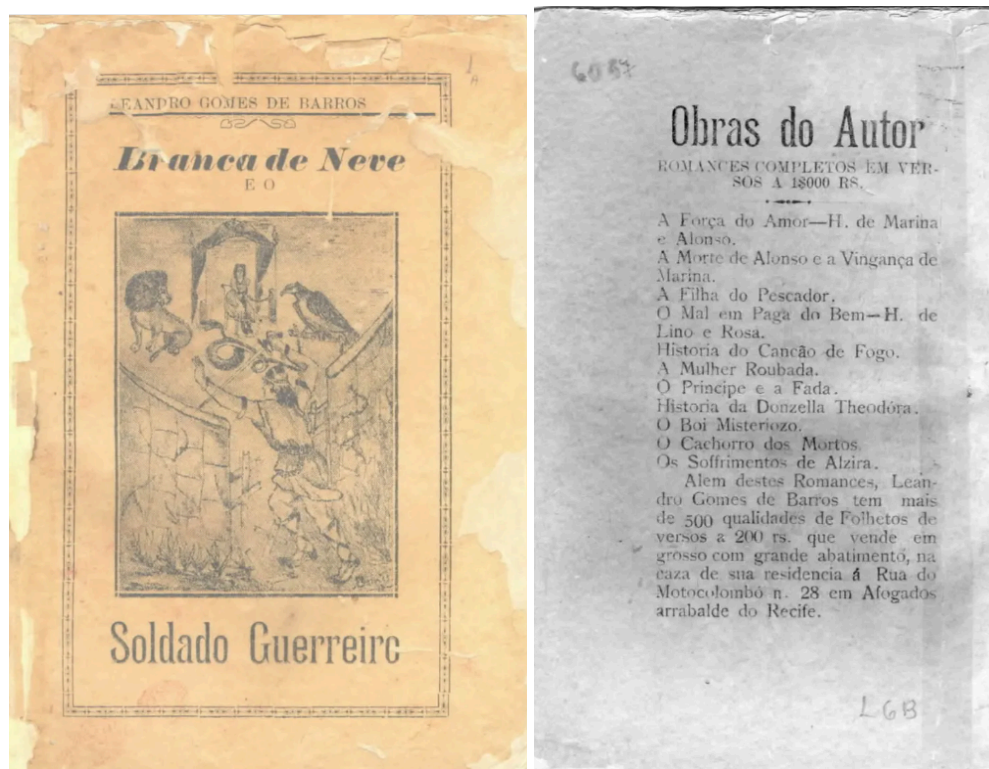 LEANDRO GOMES DE BARROS
Branca de Neve
E O
Soldado Guerreiro
6087
Obras do Autor
ROMANCES COMPLETOS EM VER-
SOS A 1$000 RS.
A Força do Amor—H. de Marina
e Alonso.
A Morte de Alonso e a Vingança de
Marina.
A Filha do Pescador.
O Mal em Paga do Bem—H. de
Lino e Rosa.
Historia do Cancão de Fogo.
A Mulher Roubada.
O Principe e a Fada.
Historia da Donzella Theodóra.
O Boi Misteriozo.
O Cachorro dos Mortos.
Os Soffrimentos de Alzira.
Alem destes Romances, Lean-
dro Gomes de Barros tem mais
de 500 qualidades de Folhetos de
versos a 200 rs. que vende em
grosso com grande abatimento, na
caza de sua residencia á Rua do
Motocolombó n. 28 em Afogados
arrabalde do Recife.
LGB